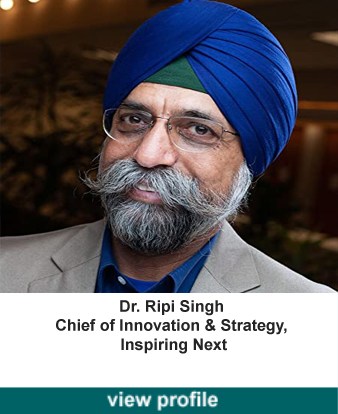 Dr. Ripi Singh
Chief of Innovation & Strategy,
Inspiring Next
view profile